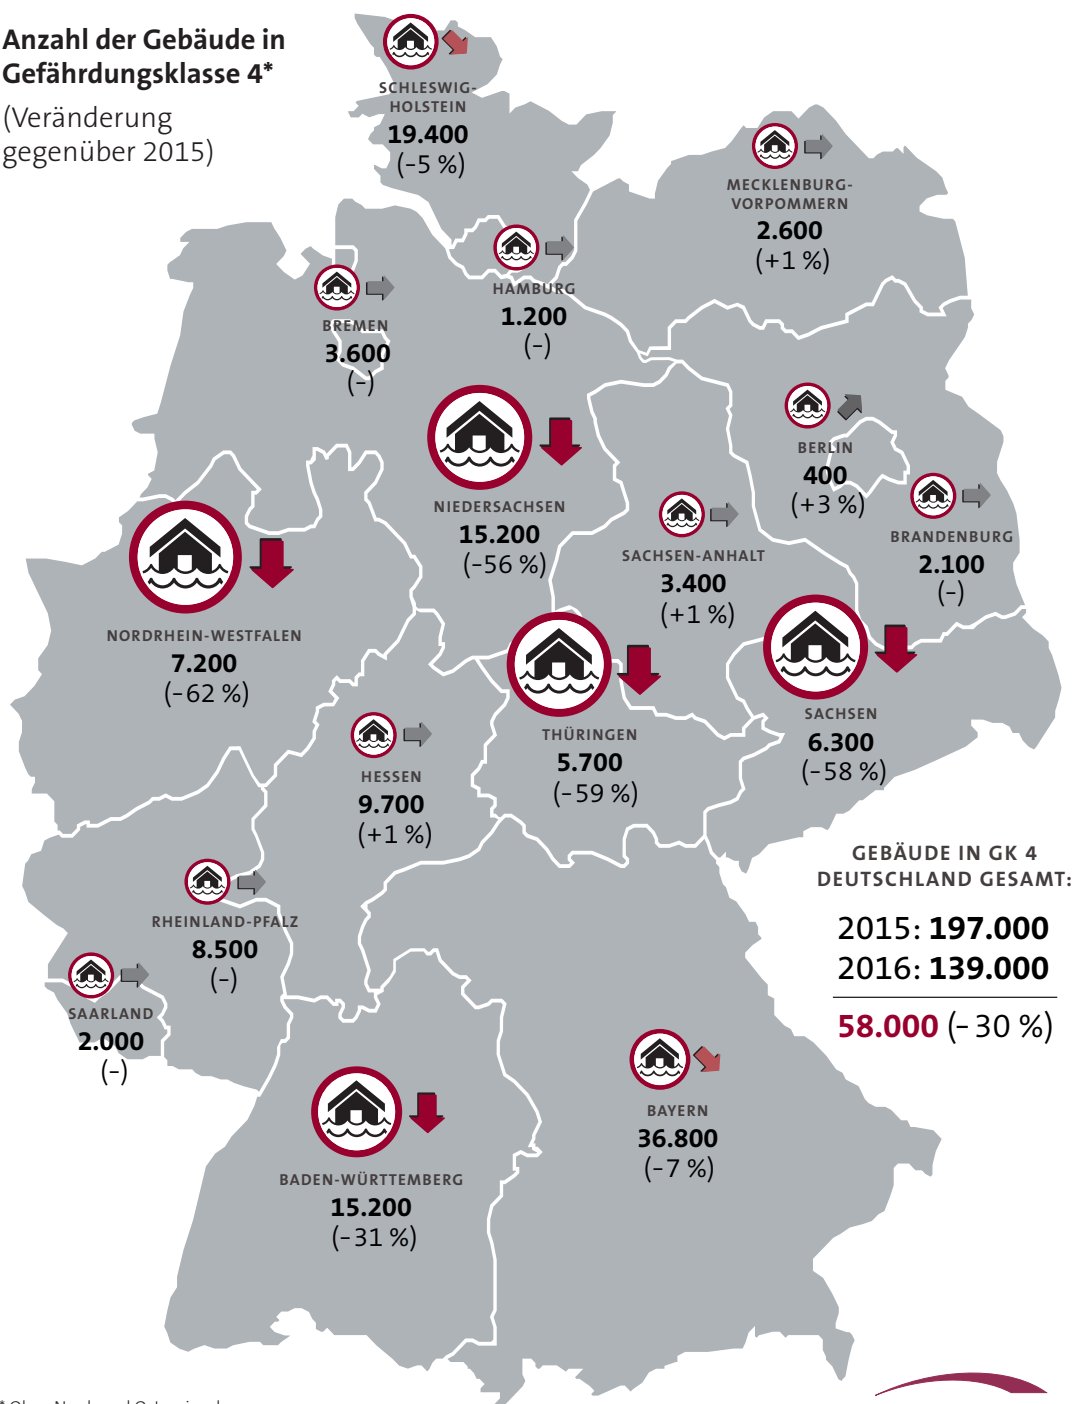 Anzahl der Gebäude in
Gefährdungsklasse 4*
(Veränderung
gegenüber 2015)
SCHLESWIG-
HOLSTEIN
19.400
(-5 %)
MECKLENBURG-
VORPOMMERN
2.600
(+1 %)
HAMBURG
1.200
(-)
BREMEN
3.600
(-)
NIEDERSACHSEN
15.200
(-56 %)
BERLIN
400
(+3 %)
BRANDENBURG
2.100
(-)
SACHSEN-ANHALT
3.400
(+1 %)
NORDRHEIN-WESTFALEN
7.200
(-62 %)
THÜRINGEN
5.700
(-59 %)
SACHSEN
6.300
(-58 %)
HESSEN
9.700
(+1 %)
RHEINLAND-PFALZ
8.500
(-)
SAARLAND
2.000
(-)
BADEN-WÜRTTEMBERG
15.200
(-31 %)
BAYERN
36.800
(-7 %)
GEBÄUDE IN GK 4
DEUTSCHLAND GESAMT:
2015: 197.000
2016: 139.000
58.000 (-30 %)